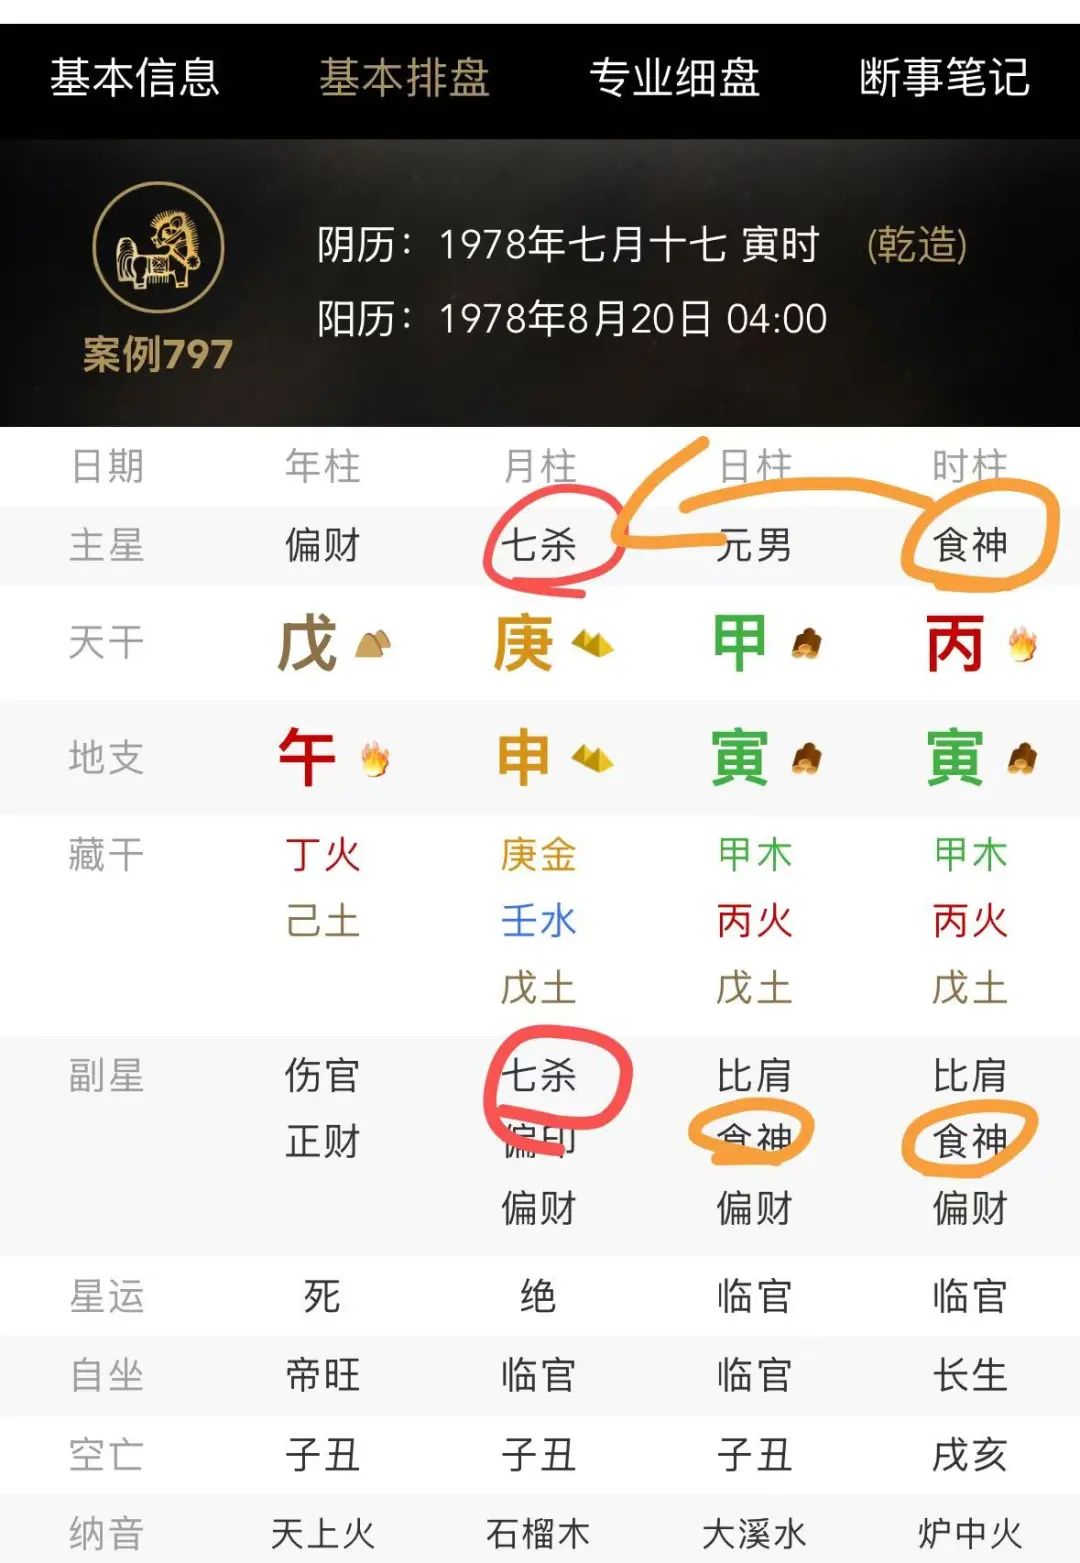 基本信息 基本排盘 专业细盘 断事笔记
阴历：1978年七月十七 寅时 (乾造)
阳历：1978年8月20日 04:00
案例797
日期 年柱 月柱 日柱 时柱
主星 偏财 七杀 元男 食神
天干 戊 庚 甲 丙
地支 午 申 寅 寅
藏干 丁火 庚金 甲木 甲木
己土 壬水 丙火 丙火
戊土 戊土 戊土
副星 伤官 七杀 比肩 比肩
正财 偏印 食神 食神
偏财 偏财 偏财
星运 死 绝 临官 临官
自坐 帝旺 临官 临官 长生
空亡 子丑 子丑 子丑 戌亥
纳音 天上火 石榴木 大溪水 炉中火